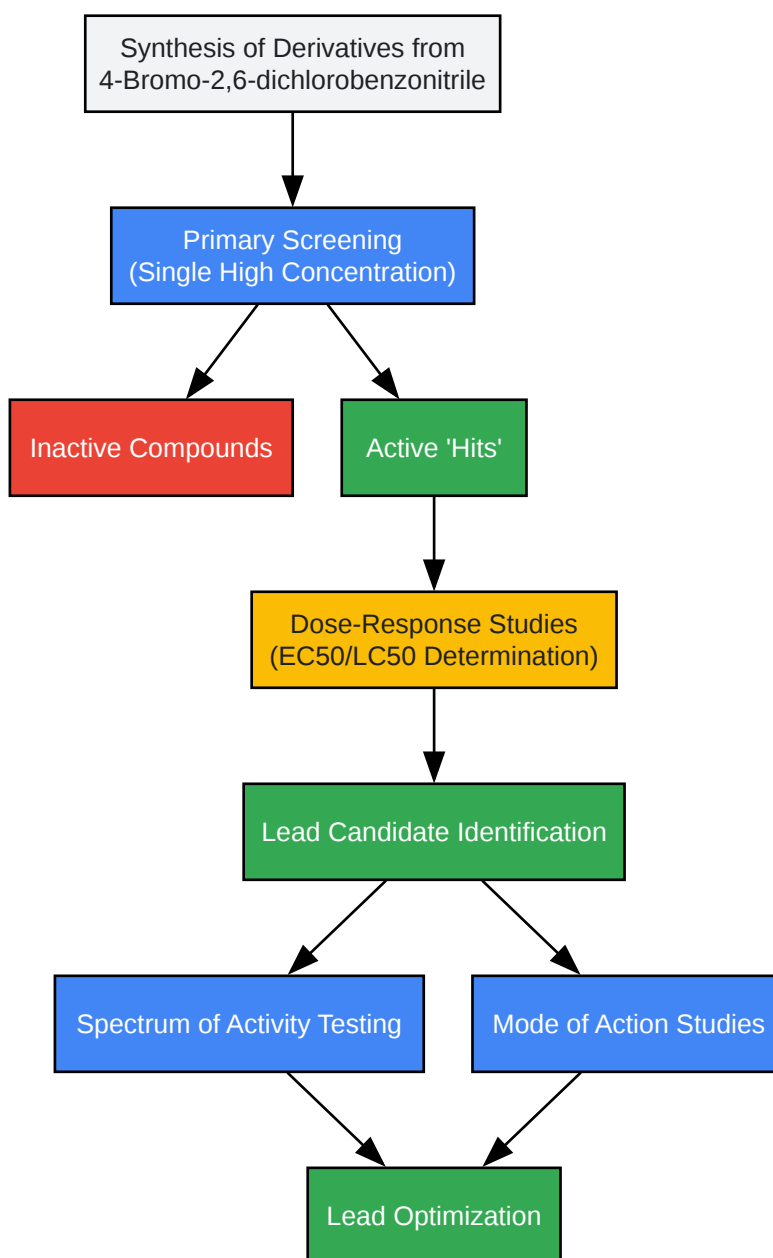 Synthesis of Derivatives from
4-Bromo-2,6-dichlorobenzonitrile
Primary Screening
(Single High Concentration)
Inactive Compounds
Active 'Hits'
Dose-Response Studies
(EC50/LC50 Determination)
Lead Candidate Identification
Spectrum of Activity Testing
Mode of Action Studies
Lead Optimization